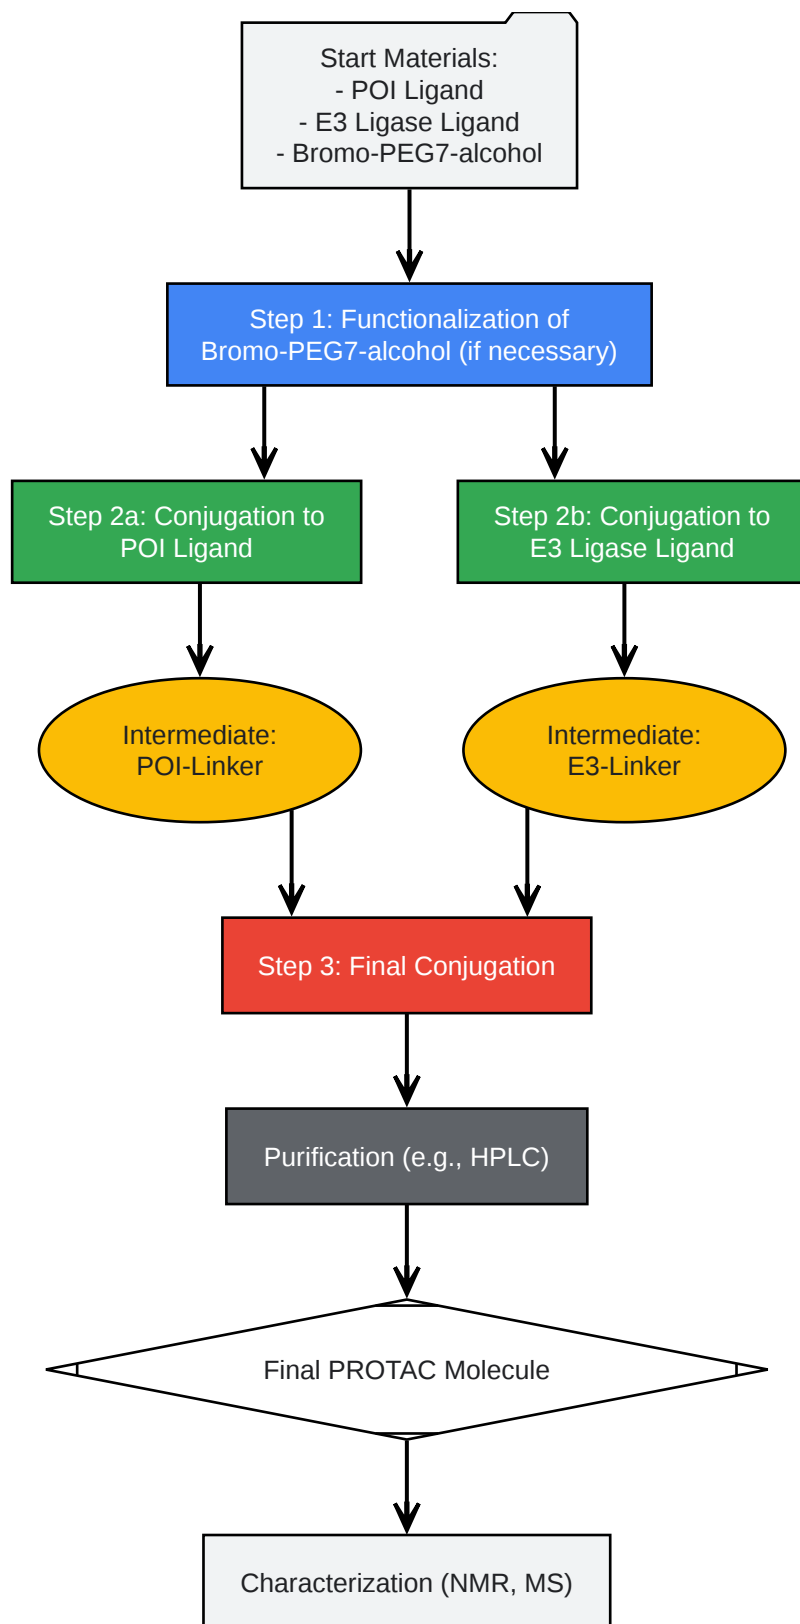 Start Materials:
- POI Ligand
- E3 Ligase Ligand
- Bromo-PEG7-alcohol
Step 1: Functionalization of
Bromo-PEG7-alcohol (if necessary)
Step 2a: Conjugation to
POI Ligand
Step 2b: Conjugation to
E3 Ligase Ligand
Intermediate:
POI-Linker
Intermediate:
E3-Linker
Step 3: Final Conjugation
Purification (e.g., HPLC)
Final PROTAC Molecule
Characterization (NMR, MS)